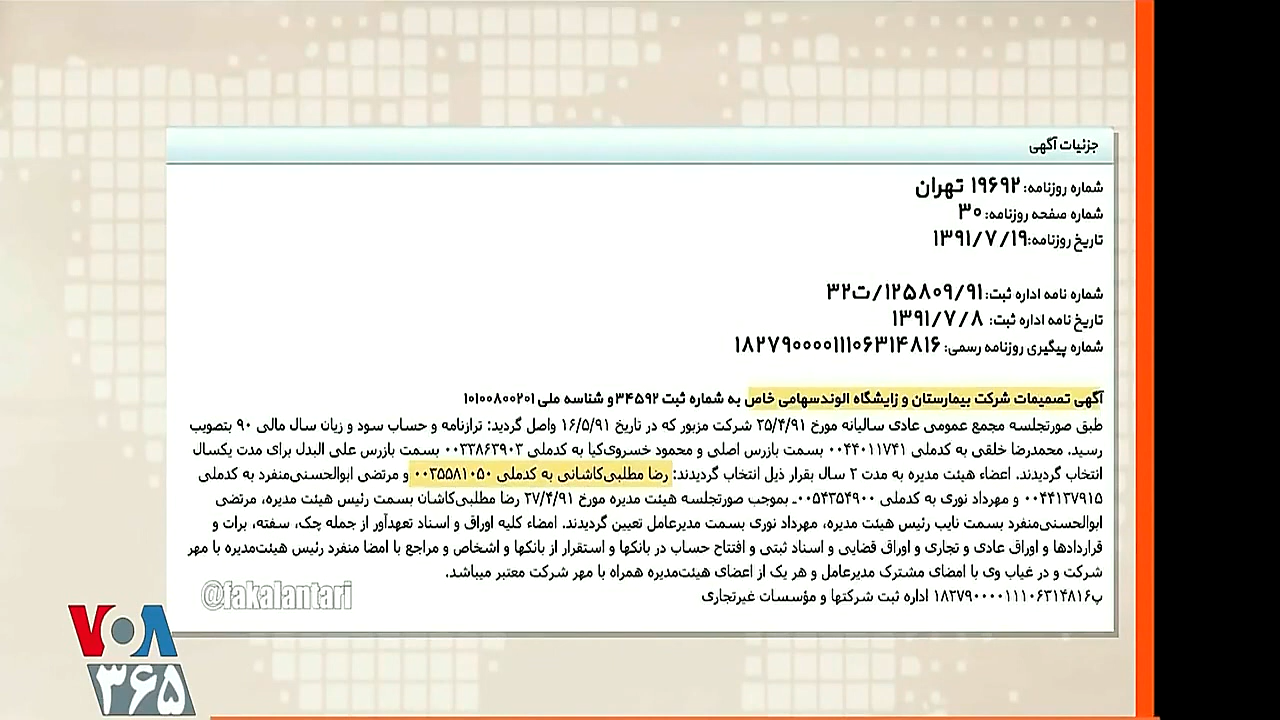 جزئیات آگهی
شماره روزنامه: ۱۹۶۹۲ تهران
شماره صفحه روزنامه: ۳۰
تاریخ روزنامه:۱۳۹۱/۷/۱۹
شماره نامه اداره ثبت: ۱۲۵۸۰۹/۹۱/ت۳۲
تاریخ نامه اداره ثبت: ۱۳۹۱/۷/۸
شماره پیگیری روزنامه رسمی: ۱۸۲۷۹۰۰۰۰۱۱۱۰۶۳۱۴۸۱۶
آگهی تصمیمات شرکت بیمارستان و زایشگاه الوندسهامی خاص به شماره ثبت ۳۴۵۹۲و شناسه ملی ۱۰۱۰۰۸۰۰۲۰۱
طبق صورتجلسه مجمع عمومی عادی سالیانه مورخ ۲۵/۴/۹۱ شرکت مزبور که در تاریخ ۱۶/۵/۹۱ واصل گردید: ترازنامه و حساب سود و زیان سال مالی ۹۰ بتصویب
رسید. محمدرضا خلقی به کدملی ۰۰۴۴۰۱۱۷۴۱ بسمت بازرس اصلی و محمود خسروی‌کیا به کدملی ۰۰۳۳۸۶۳۹۰۳ بسمت بازرس علی البدل برای مدت یکسال
انتخاب گردیدند. اعضاء هیئت مدیره به مدت ۲ سال بقرار ذیل انتخاب گردیدند: رضا مطلبی‌کاشانی به کدملی ۰۰۳۵۵۸۱۰۵۰ و مرتضی ابوالحسنی‌منفرد به کدملی
۰۰۴۴۱۳۷۹۱۵ و مهرداد نوری به کدملی ۰۰۵۴۳۵۴۹۰۰ـ بموجب صورتجلسه هیئت مدیره مورخ ۲۷/۴/۹۱ رضا مطلبی‌کاشان بسمت رئیس هیئت مدیره، مرتضی
ابوالحسنی‌منفرد بسمت نایب رئیس هیئت مدیره، مهرداد نوری بسمت مدیرعامل تعیین گردیدند. امضاء کلیه اوراق و اسناد تعهدآور از جمله چک، سفته، برات و
قراردادها و اوراق عادی و تجاری و اوراق قضایی و اسناد ثبتی و افتتاح حساب در بانکها و استقرار از بانکها و اشخاص و مراجع با امضا منفرد رئیس هیئت‌مدیره با مهر
شرکت و در غیاب وی با امضای مشترک مدیرعامل و هر یک از اعضای هیئت‌مدیره همراه با مهر شرکت معتبر میباشد.
پ۱۸۲۷۹۰۰۰۰۱۱۱۰۶۳۱۴۸۱۶ اداره ثبت شرکتها و مؤسسات غیرتجاری
@fakalantari
VOA
۳۶۵